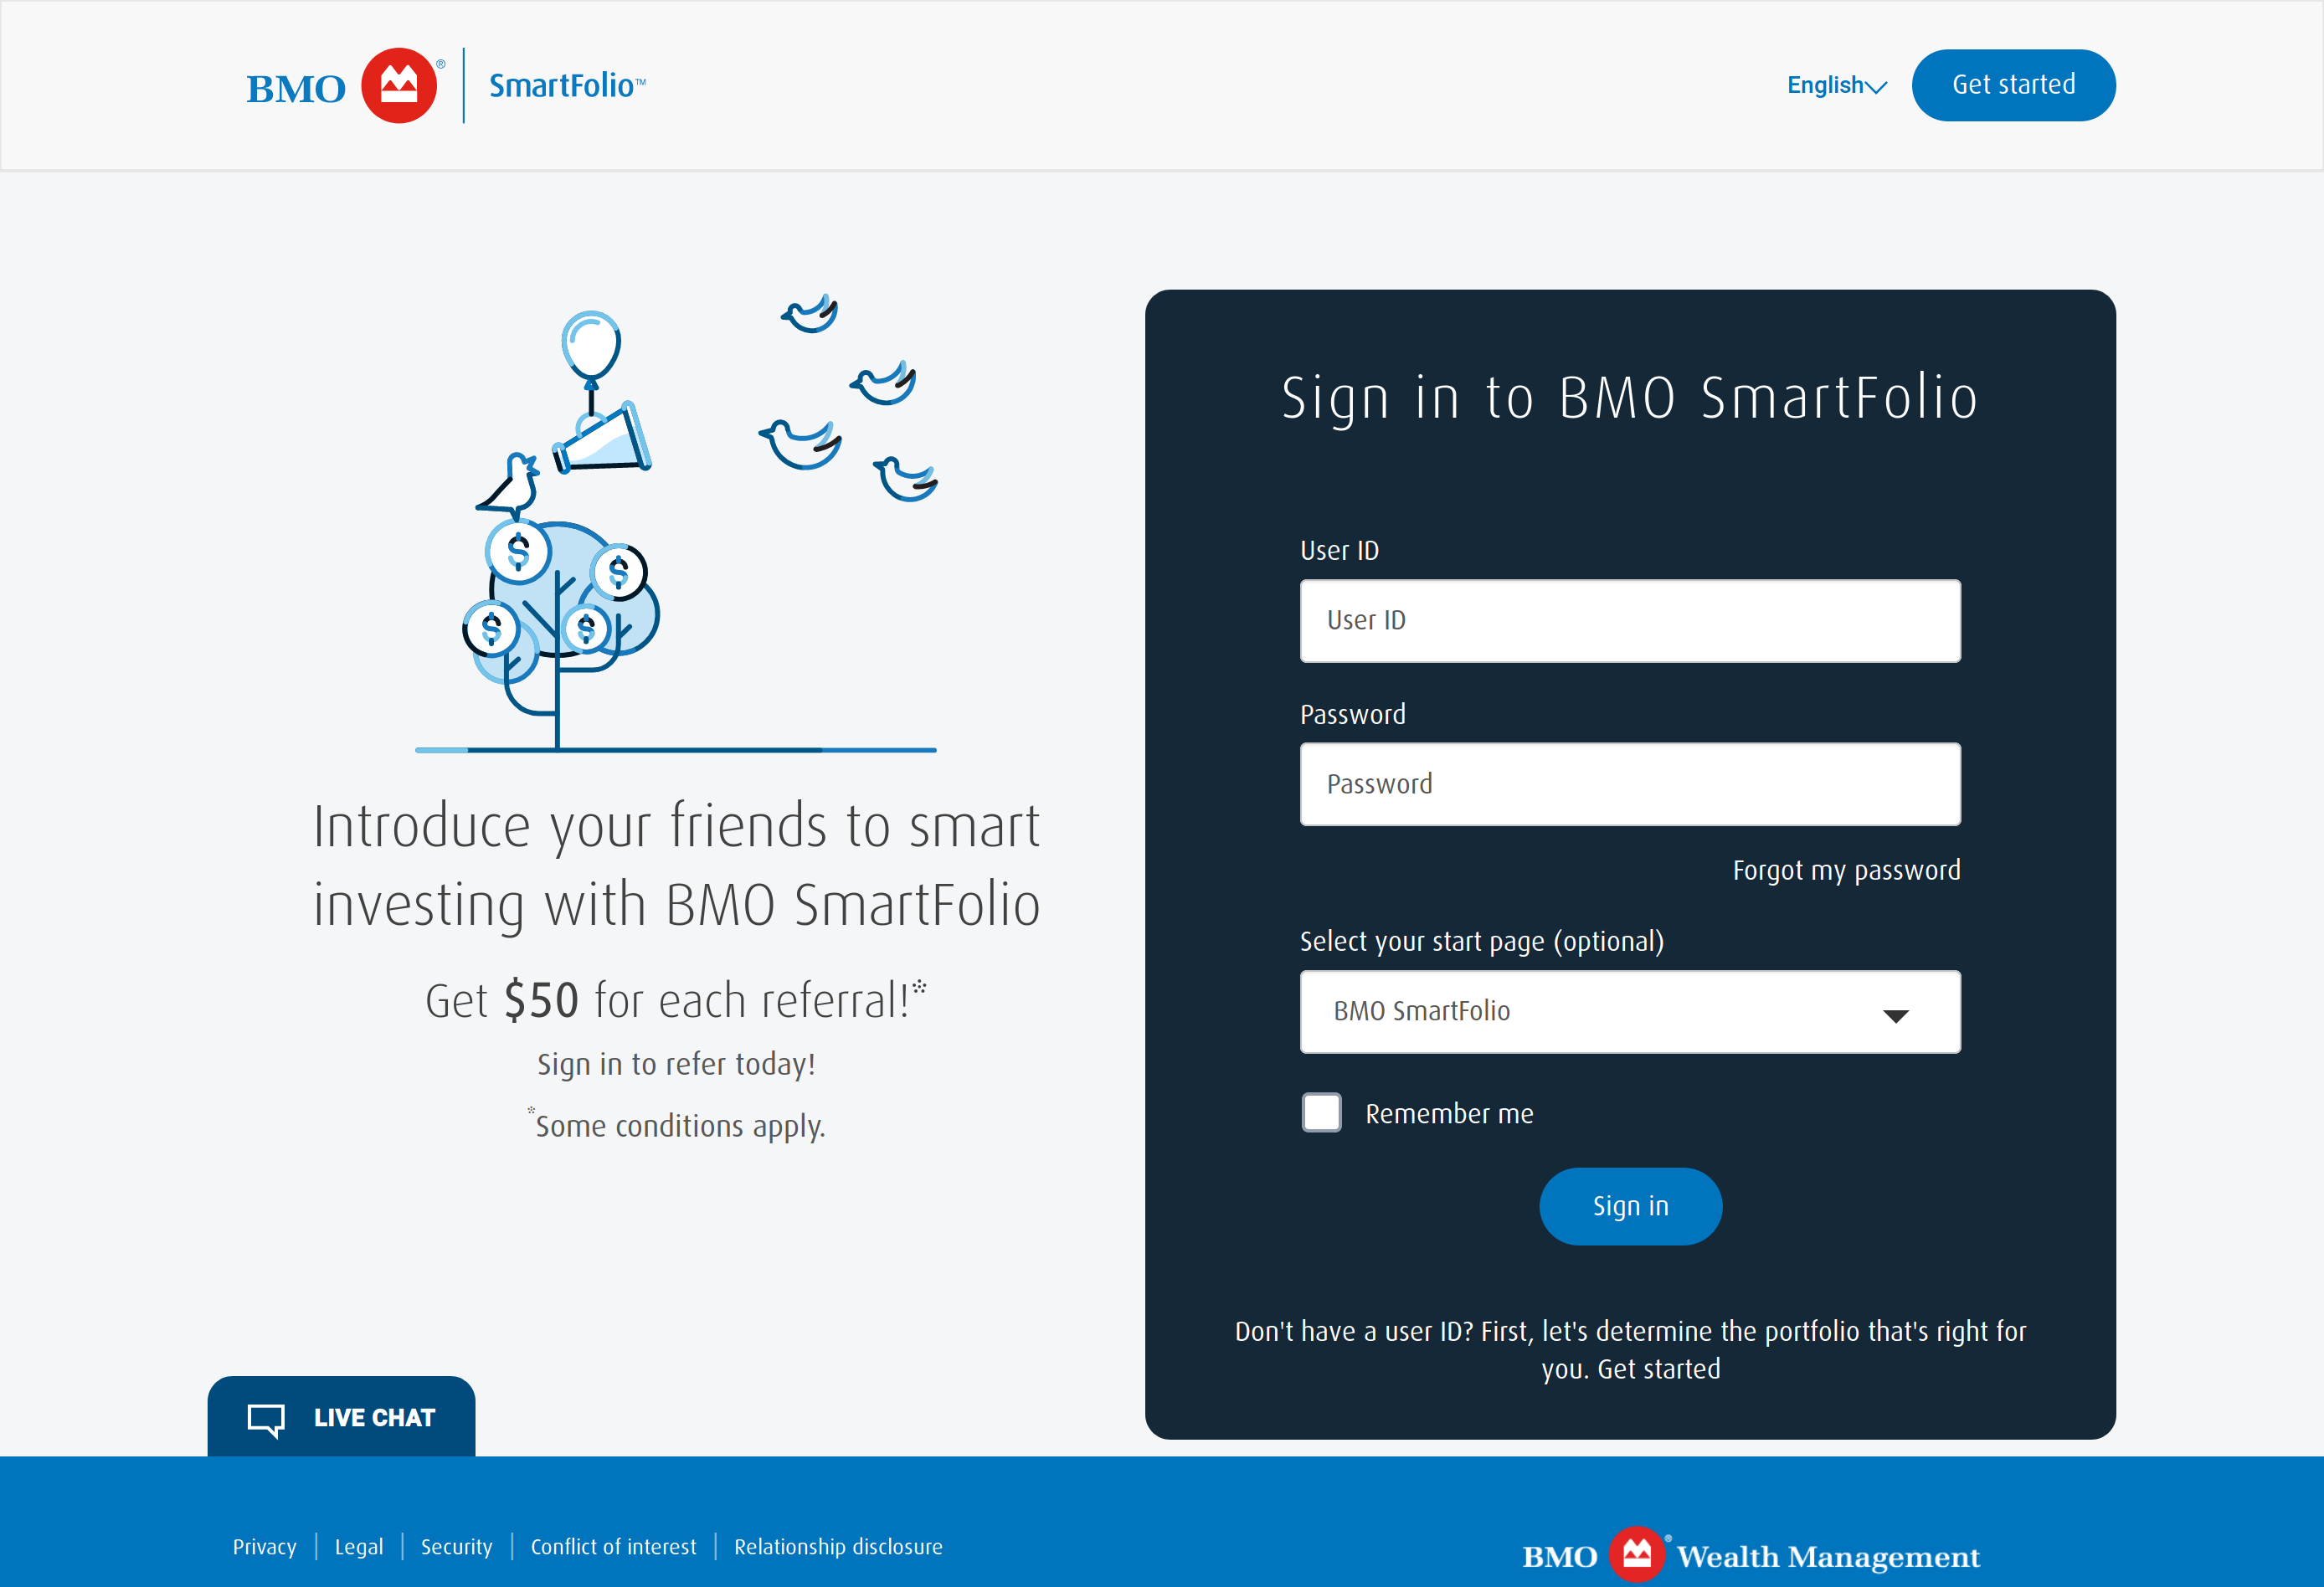 BMO ® SmartFolio™
English Get started
$
$
$
$
Introduce your friends to smart
investing with BMO SmartFolio
Get $50 for each referral!*
Sign in to refer today!
*Some conditions apply.
Sign in to BMO SmartFolio
User ID
User ID
Password
Password
Forgot my password
Select your start page (optional)
BMO SmartFolio
Remember me
Sign in
Don't have a user ID? First, let's determine the portfolio that's right for
you. Get started
LIVE CHAT
Privacy | Legal | Security | Conflict of interest | Relationship disclosure
BMO ® Wealth Management